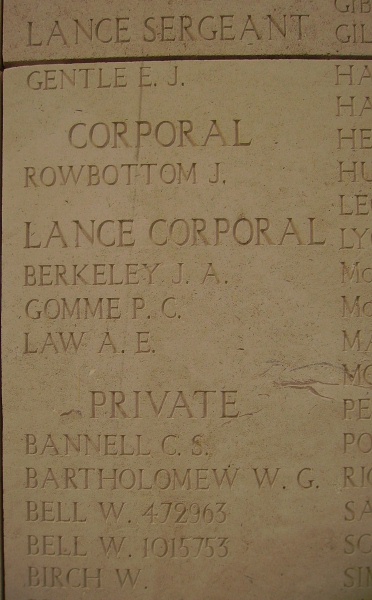 LANCE SERGEANT
GENTLE E. J.
CORPORAL
ROWBOTTOM J.
LANCE CORPORAL
BERKELEY J. A.
GOMME P. C.
LAW A. E.
PRIVATE
BANNELL C. S.
BARTHOLOMEW W. G.
BELL W. 472963
BELL W. 1015753
BIRCH W.